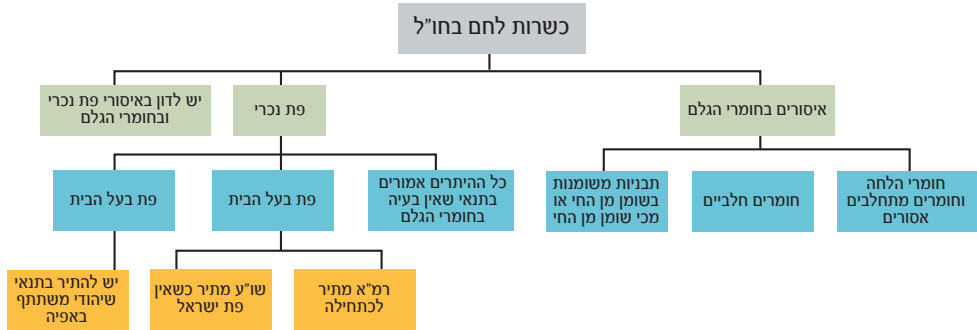 כשרות לחם בחו"ל
איסורים בחומרי הגלם
פת נכרי
יש לדון באיסורי פת נכרי
ובחומרי הגלם
חומרי הלחה
וחומרים מתחלבים
אסורים
חומרים חלביים
תבניות משומנות
בשומן מן החי או
מכי שומן מן החי
כל ההיתרים אמורים
בתנאי שאין בעיה
בחומרי הגלם
פת בעל הבית
פת בעל הבית
רמ"א מתיר
לכתחילה
שו"ע מתיר כשאין
פת ישראל
יש להתיר בתנאי
שיהודי משתתף
באפיה